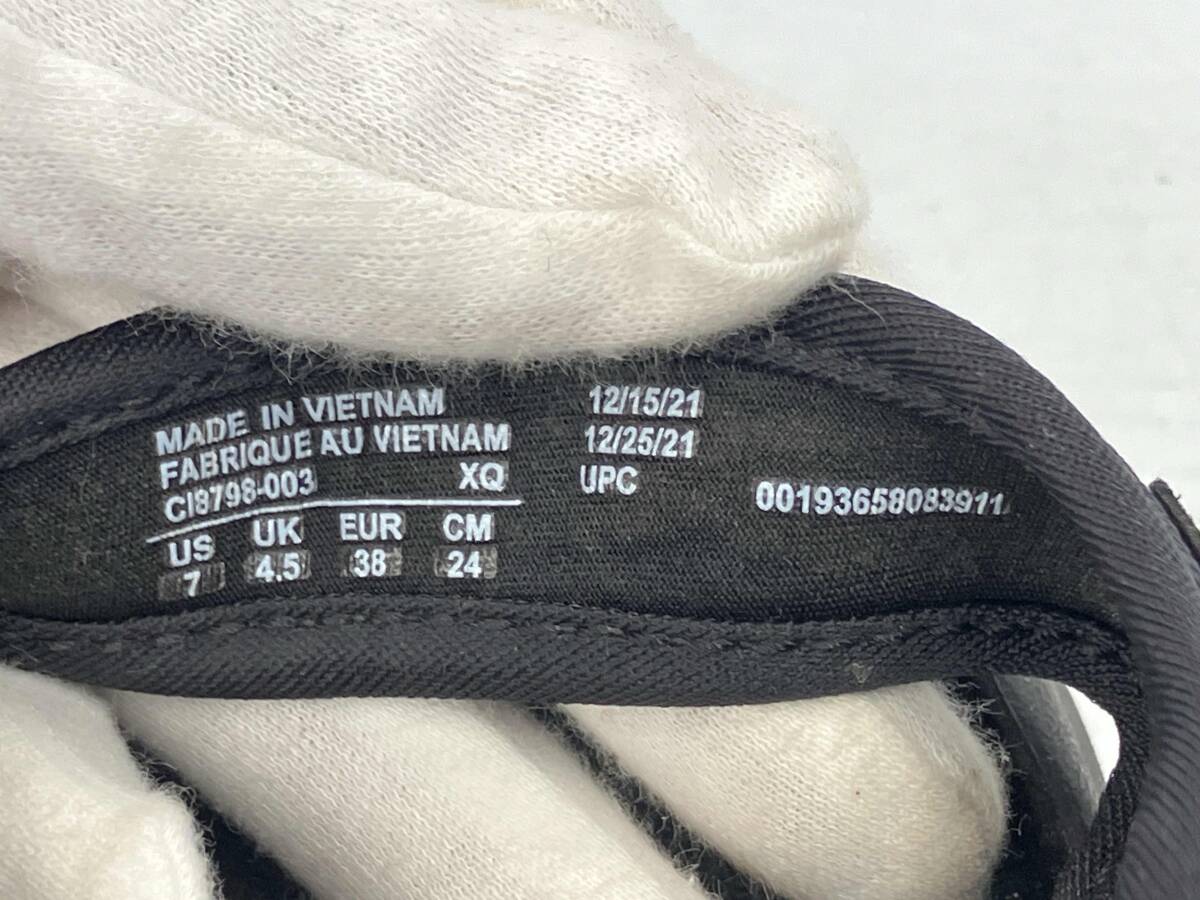 MADE IN VIETNAM
FABRIQUE AU VIETNAM
CI8798-003 XQ
US UK EUR CM
7 4.5 38 24
12/15/21
12/25/21
UPC 00193658083911